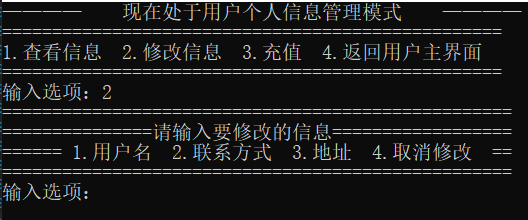 ———————— 现在处于用户个人信息管理模式 ————————
==================================================
1.查看信息 2.修改信息 3.充值 4.返回用户主界面
==================================================
输入选项：2
===================================================
===============请输入要修改的信息==================
====== 1.用户名 2.联系方式 3.地址 4.取消修改 ==
===================================================
输入选项：